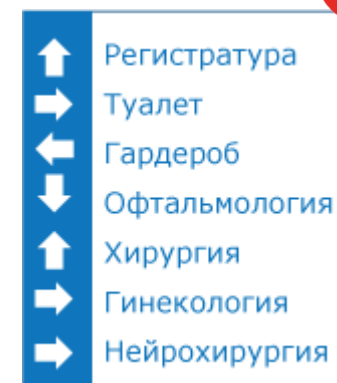 Регистратура
Туалет
Гардероб
Офтальмология
Хирургия
Гинекология
Нейрохирургия